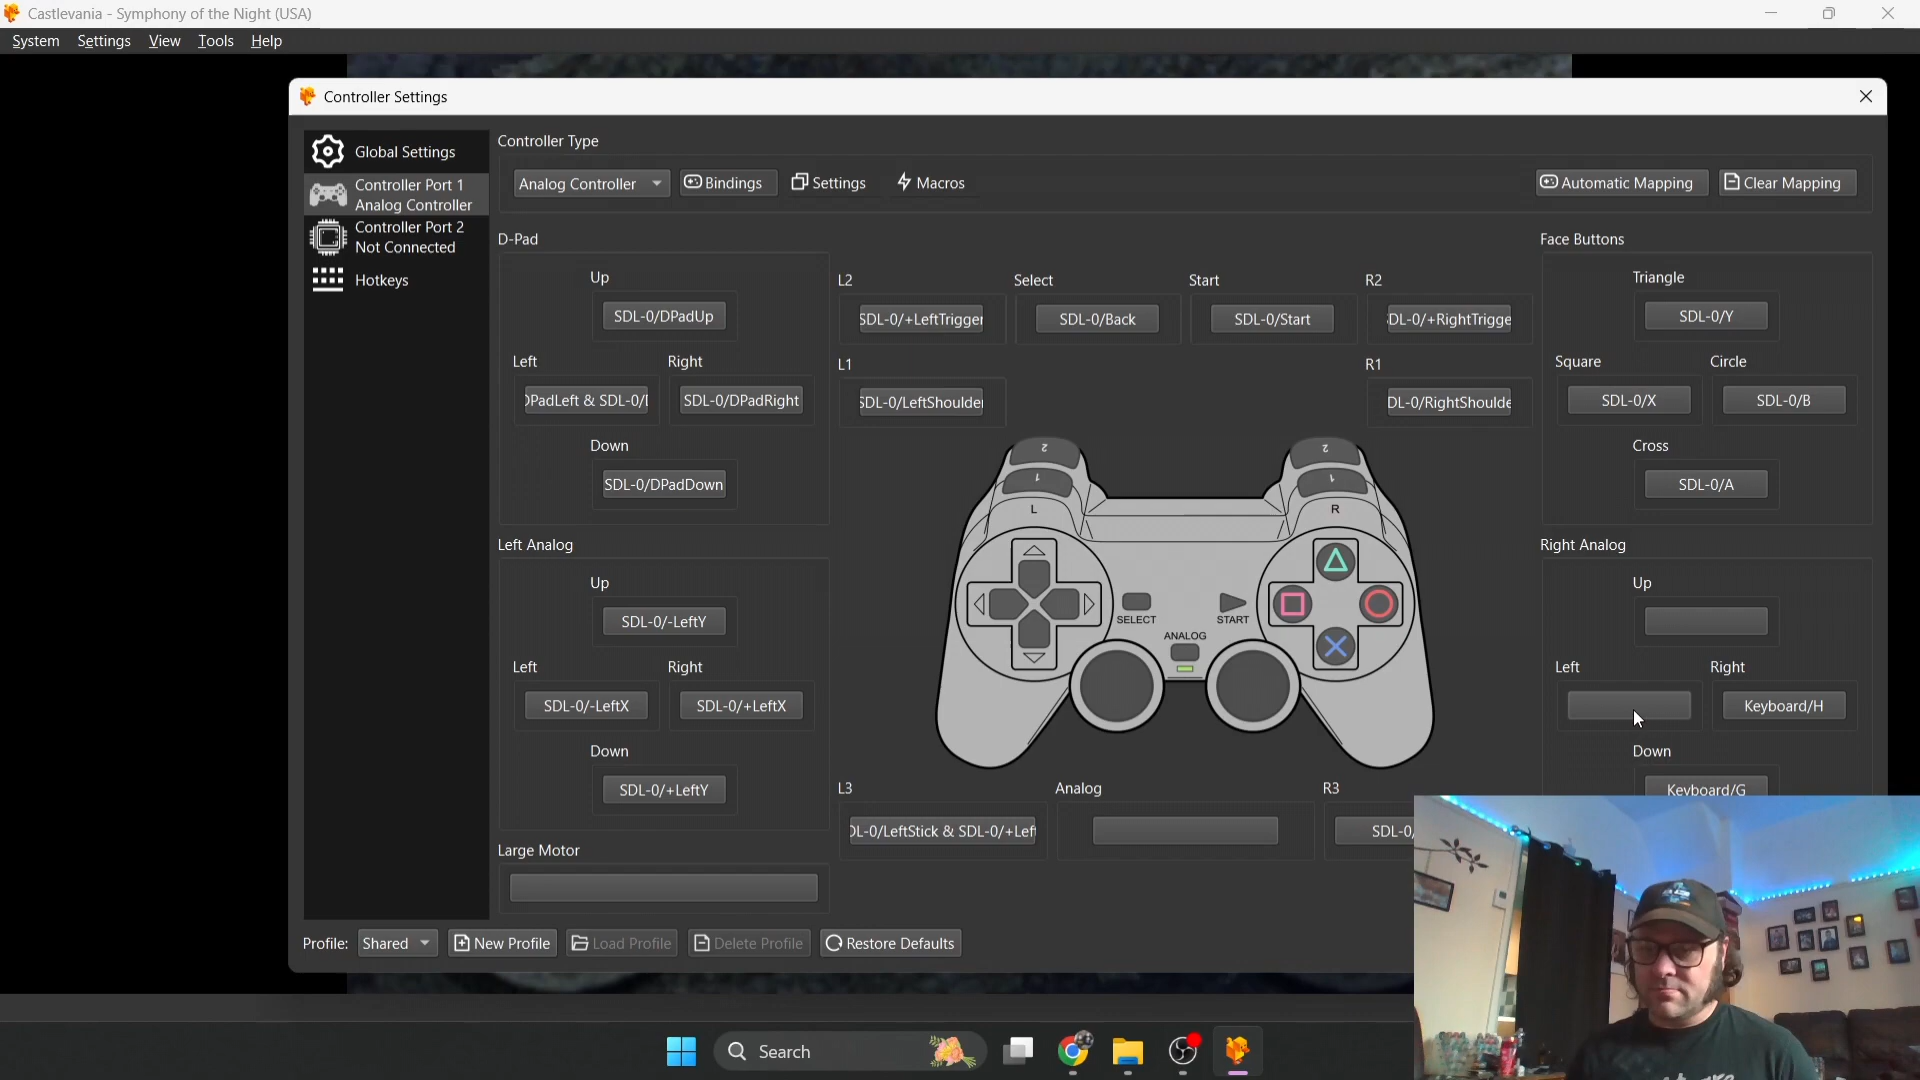 Castlevania - Symphony of the Night (USA)
System Settings View Tools Help
Controller Settings
Global Settings
Controller Port 1
Analog Controller
Controller Port 2
Not Connected
Hotkeys
Controller Type
Analog Controller Bindings Settings Macros Automatic Mapping Clear Mapping
D-Pad
Up
SDL-0/DPadUp
Left Right
DPadLeft & SDL-0/ SDL-0/DPadRight
Down
SDL-0/DPadDown
Left Analog
Up
SDL-0/-LeftY
Left Right
SDL-0/-LeftX SDL-0/+LeftX
Down
SDL-0/+LeftY
Large Motor
L2 Select Start R2
SDL-0/+LeftTrigger SDL-0/Back SDL-0/Start DL-0/+RightTrigge
L1 R1
SDL-0/LeftShoulder DL-0/RightShoulde
2 2
1 1
L R
SELECT START
ANALOG
L3 Analog R3
DL-0/LeftStick & SDL-0/+Left SDL-0/
Face Buttons
Triangle
SDL-0/Y
Square Circle
SDL-0/X SDL-0/B
Cross
SDL-0/A
Right Analog
Up
Left Right
Keyboard/H
Down
Keyboard/G
Profile: Shared New Profile Load Profile Delete Profile Restore Defaults
Search